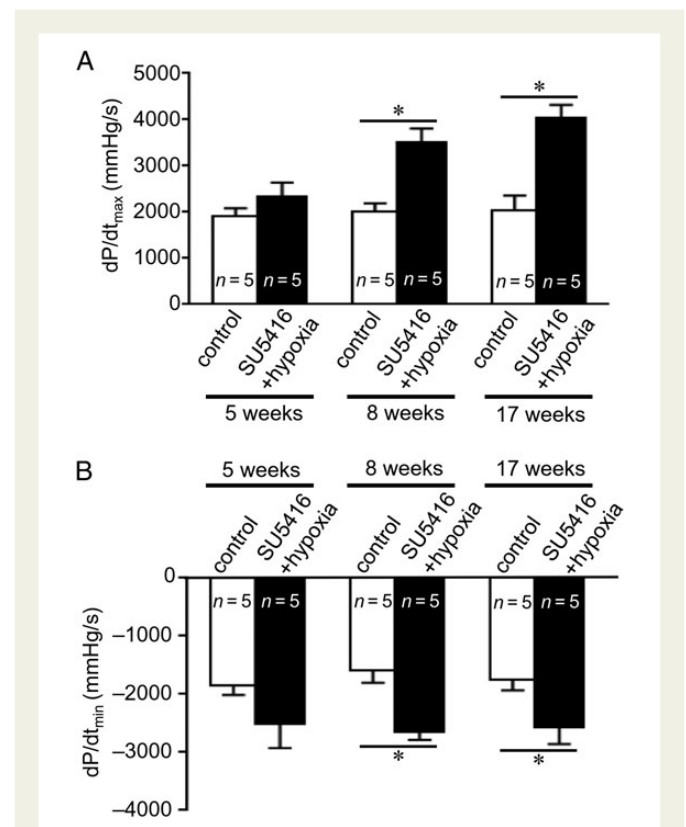 A
5000
4000
3000
2000
1000
0
dP/dtmax (mmHg/s)
*
*
n = 5 n = 5 n = 5 n = 5 n = 5 n = 5
control
SU5416
+hypoxia
control
SU5416
+hypoxia
control
SU5416
+hypoxia
5 weeks 8 weeks 17 weeks
B
5 weeks 8 weeks 17 weeks
control
SU5416
+hypoxia
control
SU5416
+hypoxia
control
SU5416
+hypoxia
0
–1000
–2000
–3000
–4000
dP/dtmin (mmHg/s)
n = 5 n = 5 n = 5 n = 5 n = 5 n = 5
*
*